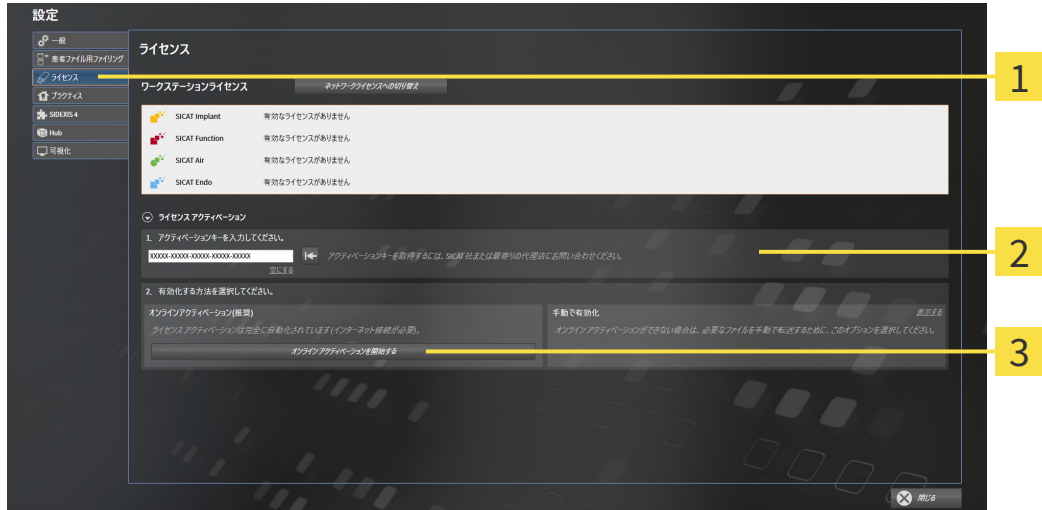 設定
一般
患者ファイル用ファイリング
ライセンス
プラクティス
SIDEXIS 4
Hub
可視化
ライセンス
ワークステーションライセンス
ネットワークライセンスへの切り替え
SICAT Implant 有効なライセンスがありません
SICAT Function 有効なライセンスがありません
SICAT Air 有効なライセンスがありません
SICAT Endo 有効なライセンスがありません
ライセンス アクティベーション
1. アクティベーションキーを入力してください。
XXXXX-XXXXX-XXXXX-XXXXX-XXXXX
アクティベーションキーを取得するには、SICAT 社または最寄りの代理店にお問い合わせください。
空にする
2. 有効化する方法を選択してください。
オンラインアクティベーション(推奨)
ライセンス アクティベーションは完全に自動化されています(インターネット接続が必要)。
オンライン アクティベーションを開始する
手動で有効化
表示する
オンライン アクティベーションができない場合は、必要なファイルを手動で転送するために、このオプションを選択してください。
閉じる
1
2
3